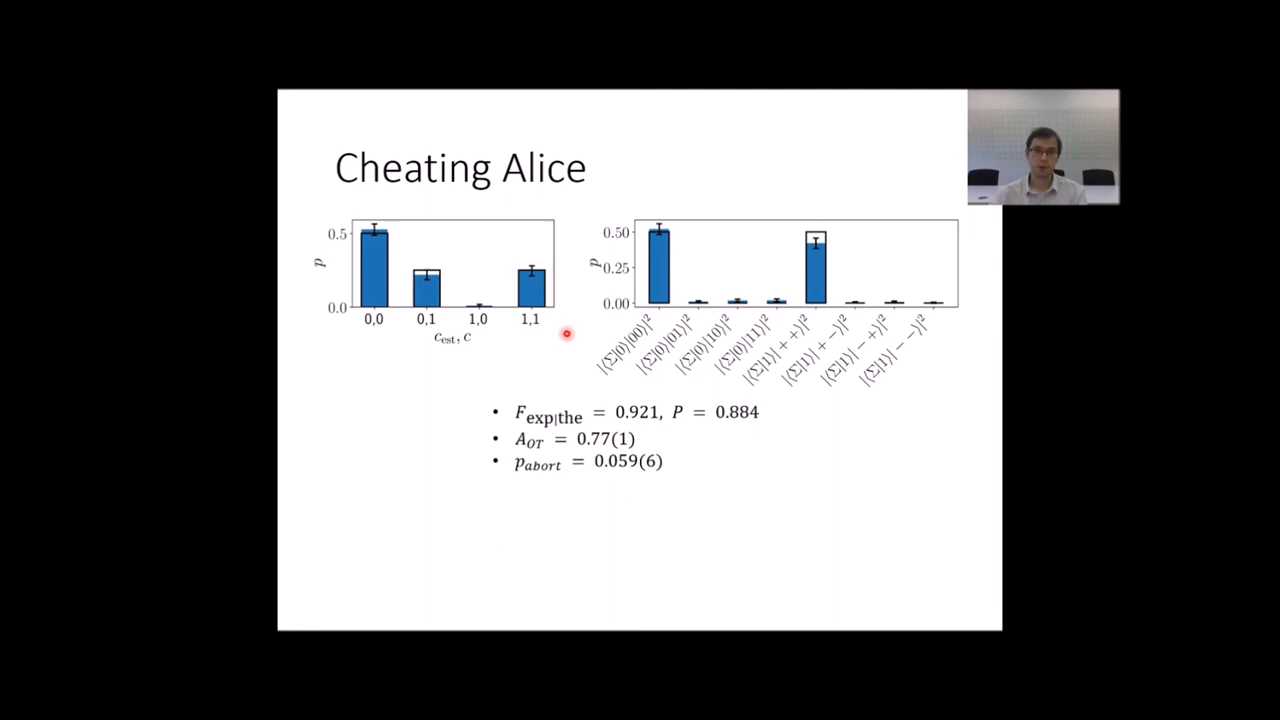 Cheating Alice
p
0.5
0.0
0,0 0,1 1,0 1,1
c_est, c
p
0.50
0.25
0.00
|⟨Σ|0⟩|00⟩|² |⟨Σ|0⟩|01⟩|² |⟨Σ|0⟩|10⟩|² |⟨Σ|0⟩|11⟩|² |⟨Σ|1⟩|++⟩|² |⟨Σ|1⟩|+−⟩|² |⟨Σ|1⟩|−+⟩|² |⟨Σ|1⟩|−−⟩|²
• F_exp|the = 0.921, P = 0.884
• A_OT = 0.77(1)
• p_abort = 0.059(6)